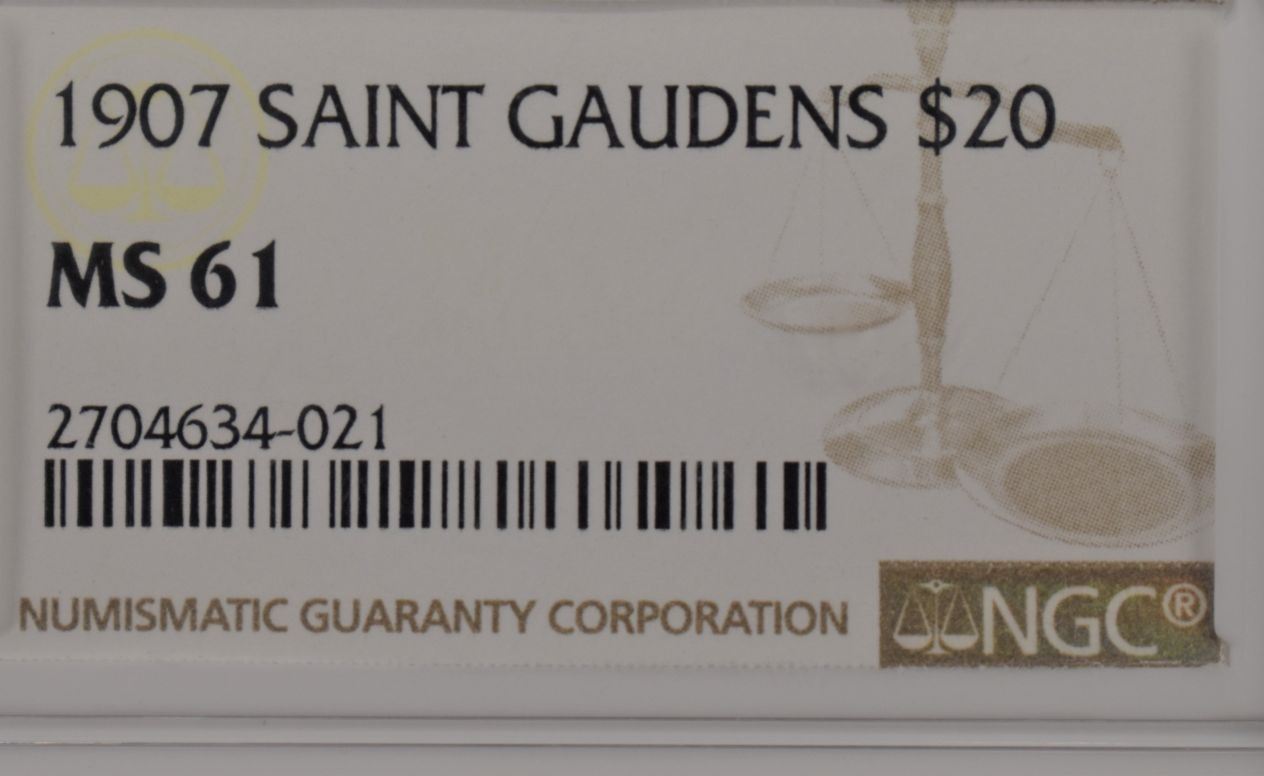 1907 SAINT GAUDENS $20
MS 61
2704634-021
NUMISMATIC GUARANTY CORPORATION
NGC®